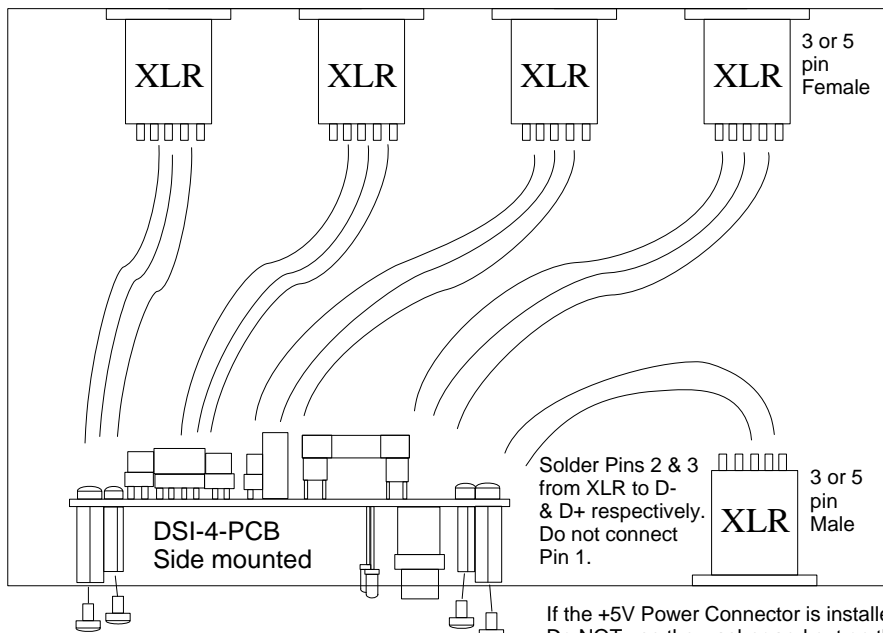 XLR XLR XLR XLR
3 or 5
pin
Female
Solder Pins 2 & 3
from XLR to D-
& D+ respectively.
Do not connect
Pin 1.
XLR
3 or 5
pin
Male
DSI-4-PCB
Side mounted
If the +5V Power Connector is installe